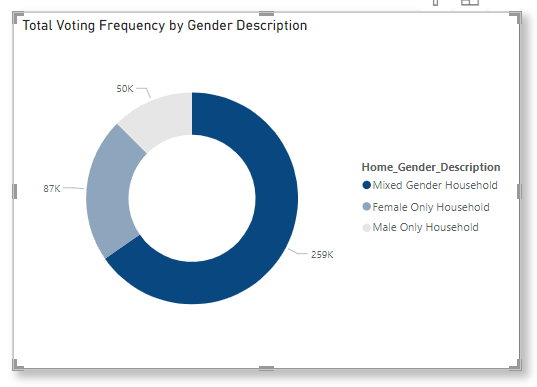 Total Voting Frequency by Gender Description
50K
87K
259K
Home_Gender_Description
Mixed Gender Household
Female Only Household
Male Only Household